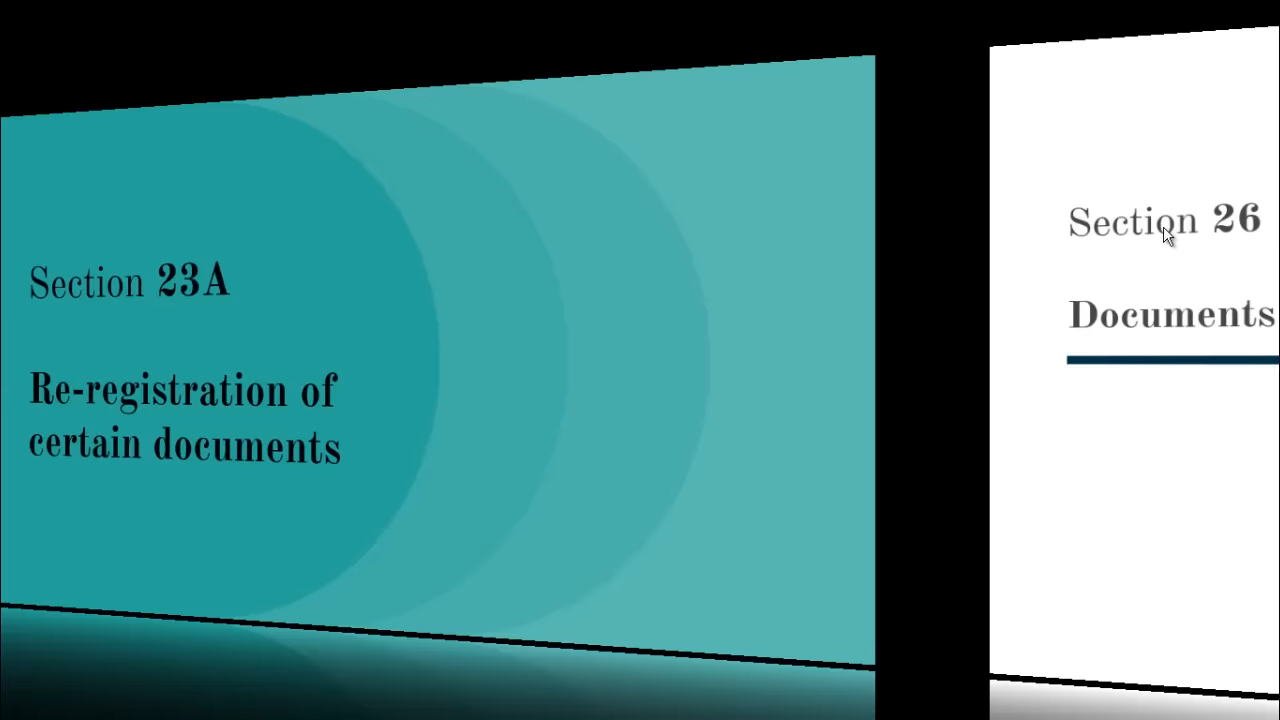 Section 23A
Re-registration of
certain documents
Section 26
Documents